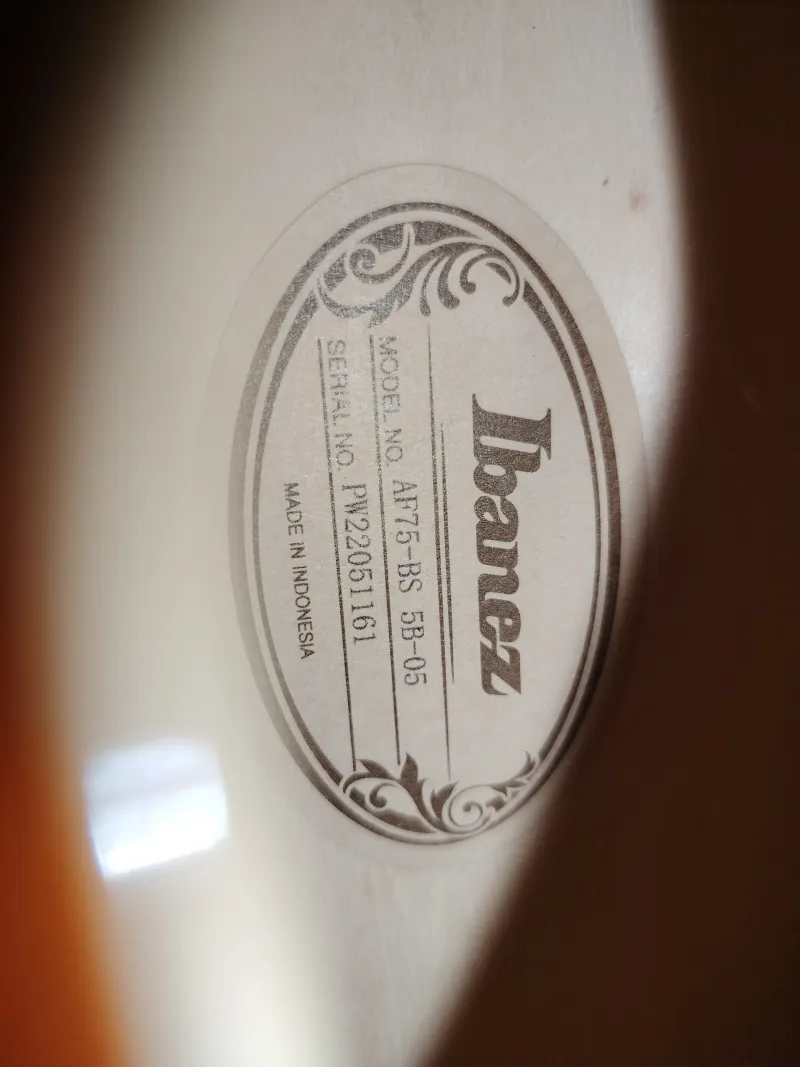 Ibanez
MODEL NO. AF75-BS 5B-05
SERIAL NO. PW22051161
MADE IN INDONESIA